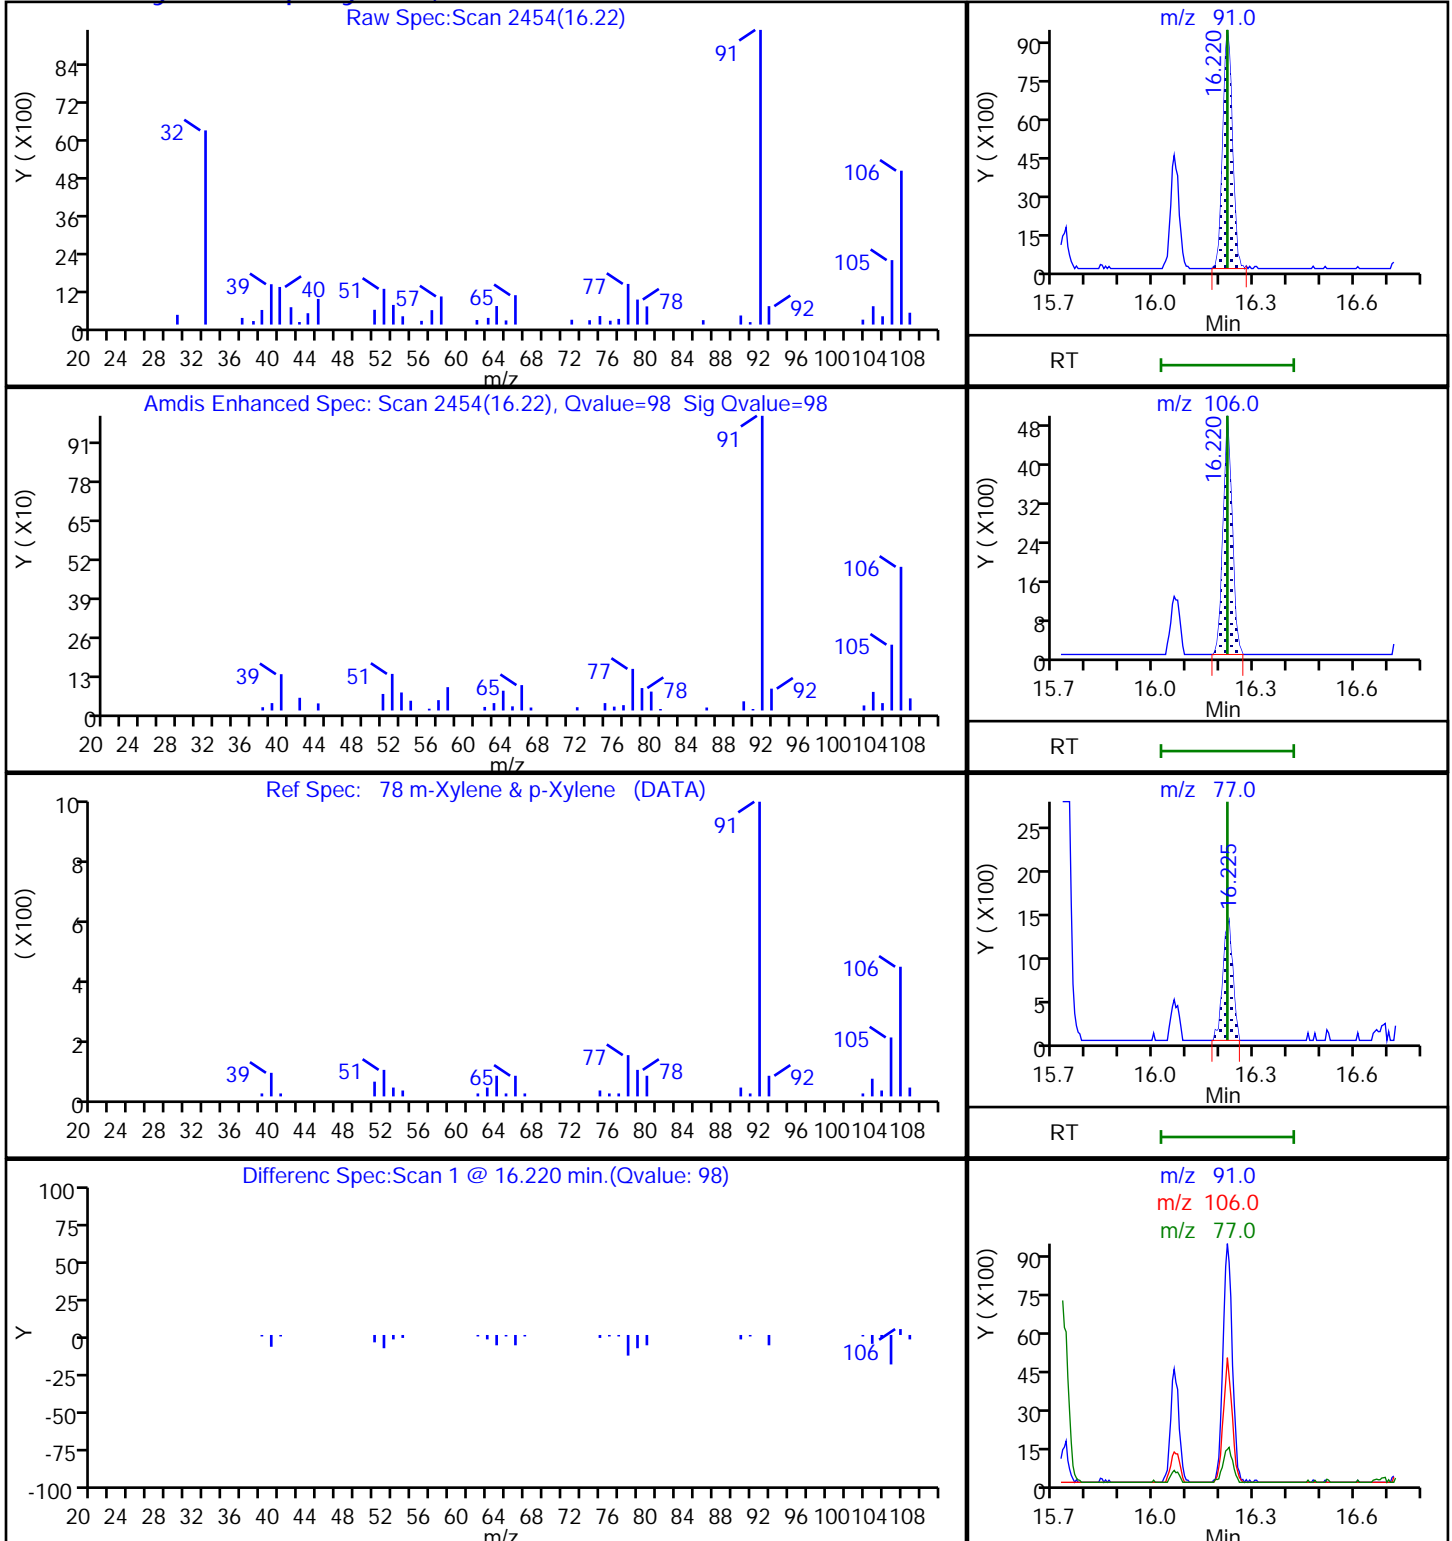 Raw Spec:Scan 2454(16.22)
Y ( X100)
84
72
60
48
36
24
12
0
91
32
106
105
39
40
51
57
65
77
78
92
20 24 28 32 36 40 44 48 52 56 60 64 68 72 76 80 84 88 92 96 100 104 108
m/z
m/z 91.0
Y ( X100)
90
75
60
45
30
15
0
16.220
15.7 16.0 16.3 16.6
Min
RT
Amdis Enhanced Spec: Scan 2454(16.22), Qvalue=98 Sig Qvalue=98
Y ( X10)
91
78
65
52
39
26
13
0
91
106
105
39
51
65
77
78
92
20 24 28 32 36 40 44 48 52 56 60 64 68 72 76 80 84 88 92 96 100 104 108
m/z
m/z 106.0
Y ( X100)
48
40
32
24
16
8
0
16.220
15.7 16.0 16.3 16.6
Min
RT
Ref Spec: 78 m-Xylene & p-Xylene (DATA)
( X100)
10
8
6
4
2
0
91
106
105
39
51
65
77
78
92
20 24 28 32 36 40 44 48 52 56 60 64 68 72 76 80 84 88 92 96 100 104 108
m/z 77.0
Y ( X100)
25
20
15
10
5
0
16.225
15.7 16.0 16.3 16.6
Min
RT
Differenc Spec:Scan 1 @ 16.220 min.(Qvalue: 98)
Y
100
75
50
25
0
-25
-50
-75
-100
106
20 24 28 32 36 40 44 48 52 56 60 64 68 72 76 80 84 88 92 96 100 104 108
m/z
m/z 91.0
m/z 106.0
m/z 77.0
Y ( X100)
90
75
60
45
30
15
0
15.7 16.0 16.3 16.6
Min